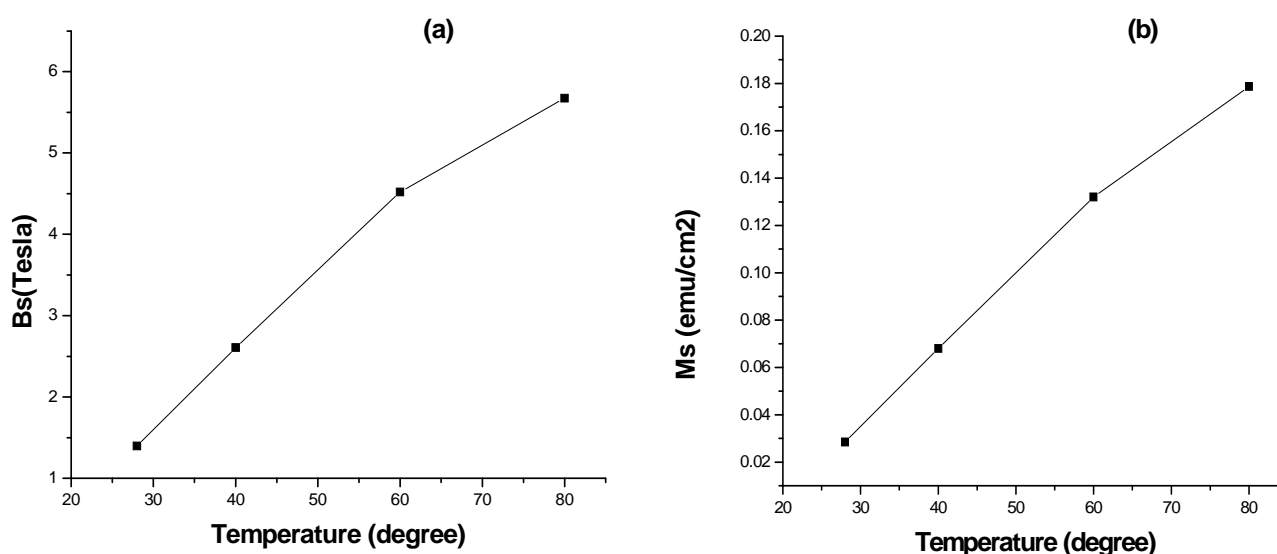 (a)
6
5
4
3
2
1
Bs(Tesla)
20 30 40 50 60 70 80
Temperature (degree)
(b)
0.20
0.18
0.16
0.14
0.12
0.10
0.08
0.06
0.04
0.02
Ms (emu/cm2)
20 30 40 50 60 70 80
Temperature (degree)